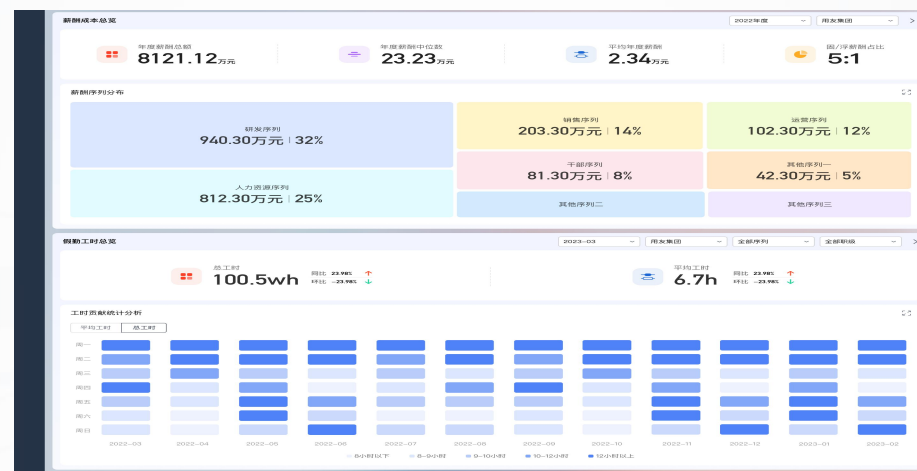 薪酬成本总览
2022年度 用友集团
年度薪酬总额 年度薪酬中位数 平均年度薪酬 固/浮薪酬占比
8121.12万元 23.23万元 2.34万元 5:1
薪酬序列分布
研发序列
940.30万元 | 32%
销售序列
203.30万元 | 14%
运营序列
102.30万元 | 12%
干部序列
81.30万元 | 8%
其他序列一
42.30万元 | 5%
人力资源序列
812.30万元 | 25%
其他序列二
其他序列三
假勤工时总览
2023-03 用友集团 全部序列 全部职级
总工时
100.5wh
同比 23.98% ↑
环比 -23.98% ↓
平均工时
6.7h
同比 23.98% ↑
环比 -23.98% ↓
工时贡献统计分析
平均工时 总工时
周一
周二
周三
周四
周五
周六
周日
2022-03 2022-04 2022-05 2022-06 2022-07 2022-08 2022-09 2022-10 2022-11 2022-12 2023-01 2023-02
8小时以下 8-9小时 9-10小时 10-12小时 12小时以上